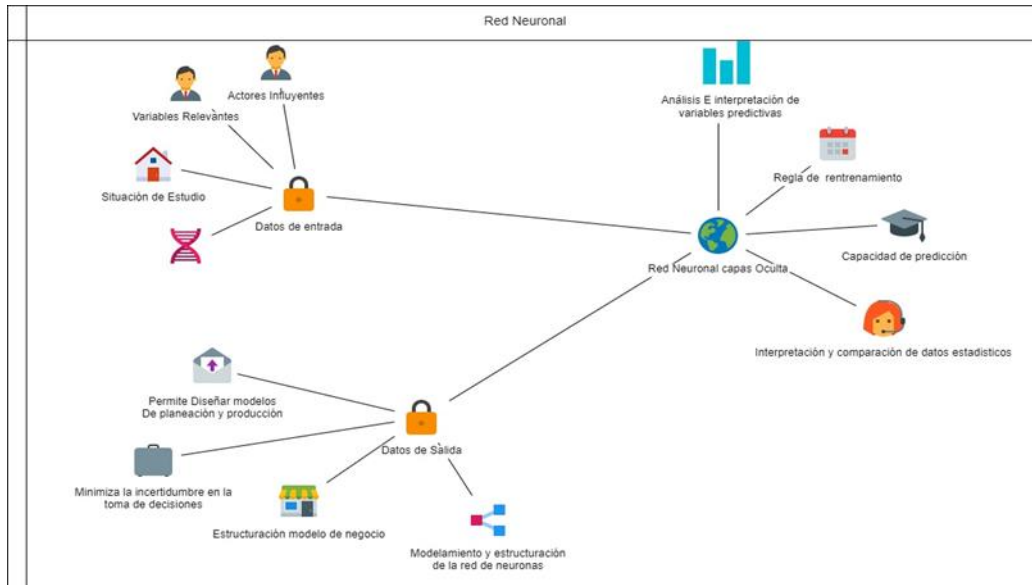 Red Neuronal
Actores Influyentes
Variables Relevantes
Situación de Estudio
Datos de entrada
Análisis E interpretación de
variables predictivas
Regla de rentrenamiento
Capacidad de predicción
Red Neuronal capas Oculta
Interpretación y comparación de datos estadisticos
Permite Diseñar modelos
De planeación y producción
Datos de Salida
Minimiza la incertidumbre en la
toma de decisiones
Estructuración modelo de negocio
Modelamiento y estructuración
de la red de neuronas